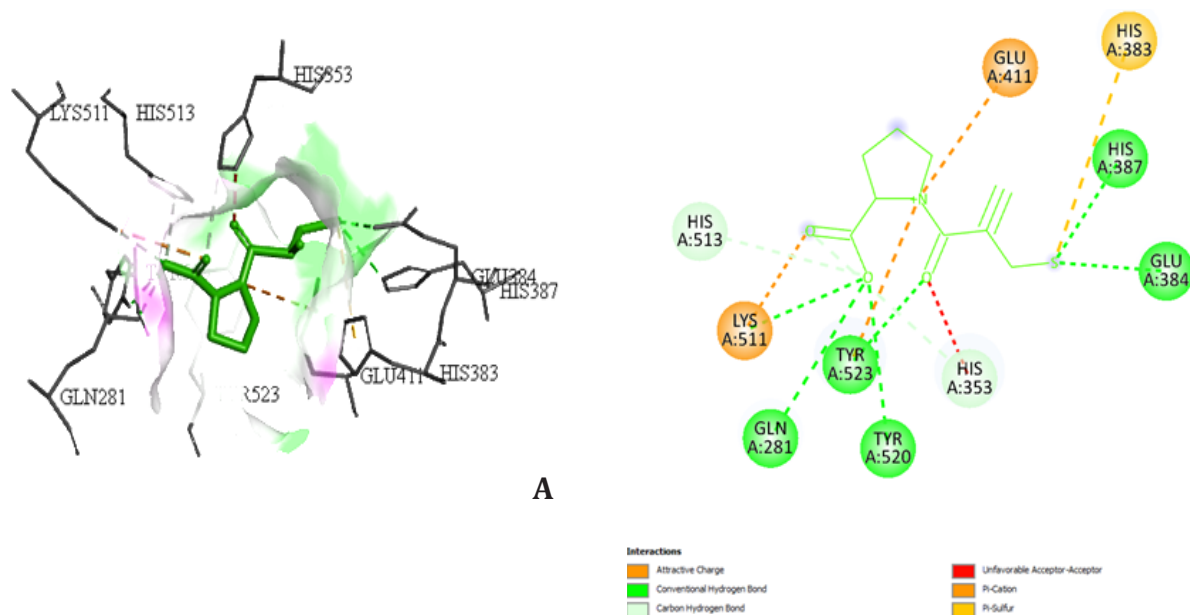 HIS353
LYS511
HIS513
GLU384
HIS387
GLU411
HIS383
GLN281
A
HIS
A:383
GLU
A:411
HIS
A:387
HIS
A:513
GLU
A:384
LYS
A:511
TYR
A:523
HIS
A:353
GLN
A:281
TYR
A:520
N
O
O
O
S
Interactions
Attractive Charge
Conventional Hydrogen Bond
Carbon Hydrogen Bond
Unfavorable Acceptor-Acceptor
Pi-Cation
Pi-Sulfur